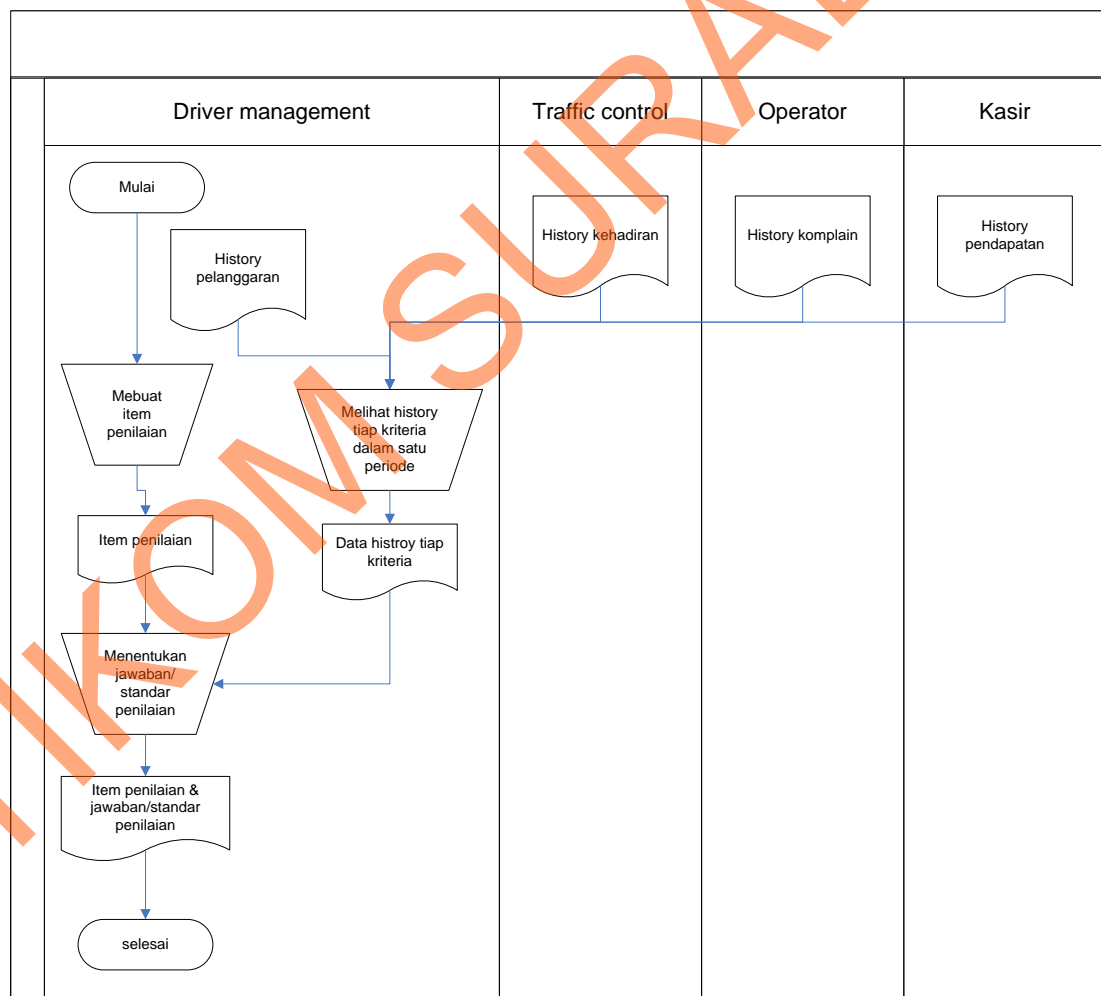 Driver management
Traffic control
Operator
Kasir
Mulai
History
pelanggaran
History kehadiran
History komplain
History
pendapatan
Mebuat
item
penilaian
Melihat history
tiap kriteria
dalam satu
periode
Item penilaian
Data histroy tiap
kriteria
Menentukan
jawaban/
standar
penilaian
Item penilaian &
jawaban/standar
penilaian
selesai
IKOM SURA